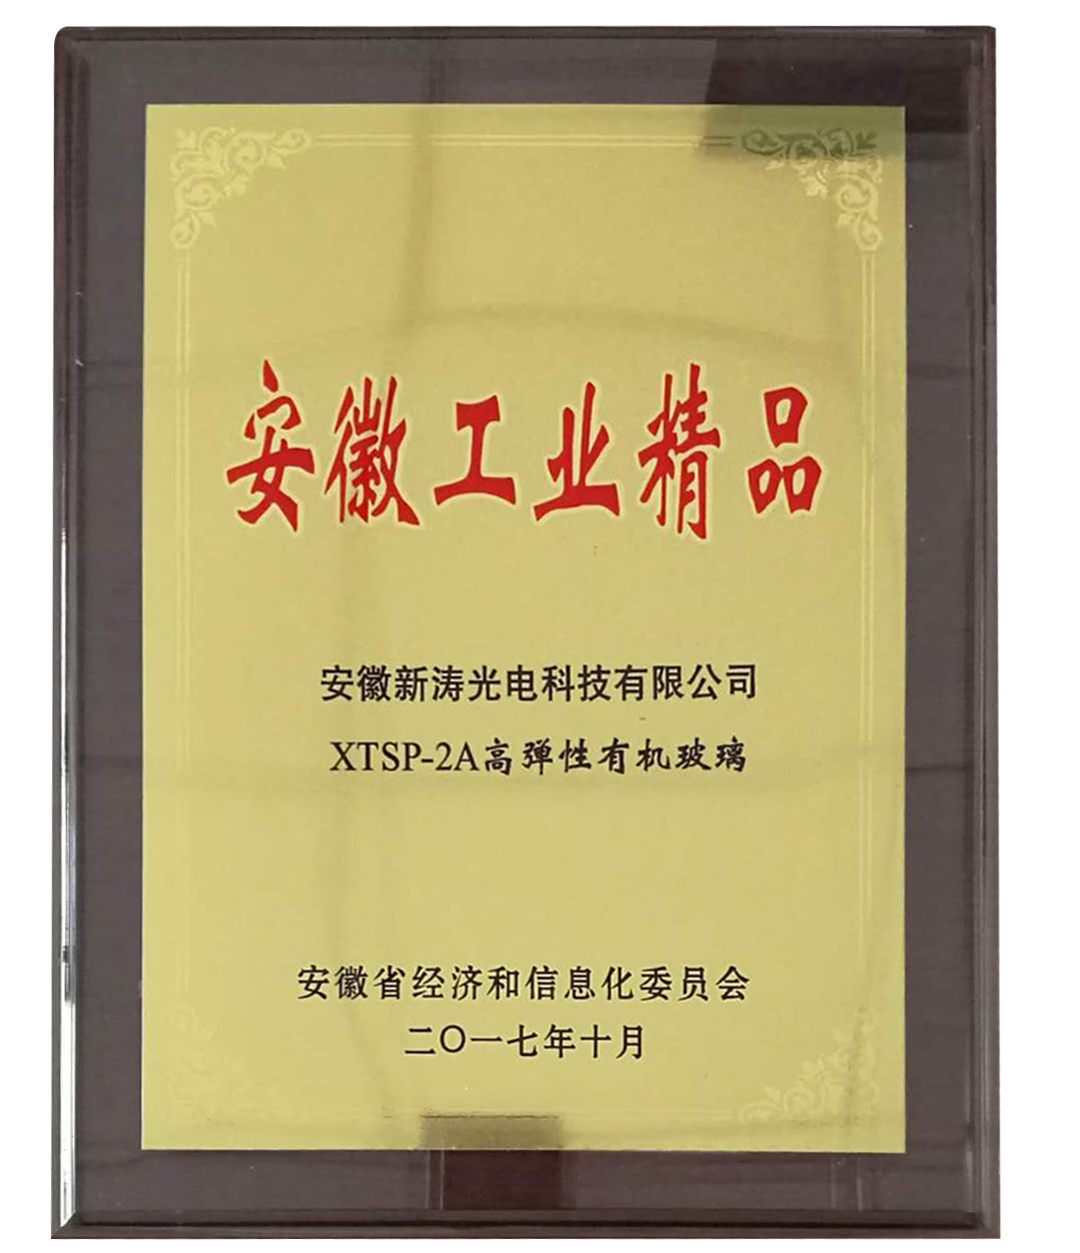 安徽工业精品
安徽新涛光电科技有限公司
XTSP-2A高弹性有机玻璃
安徽省经济和信息化委员会
二〇一七年十月